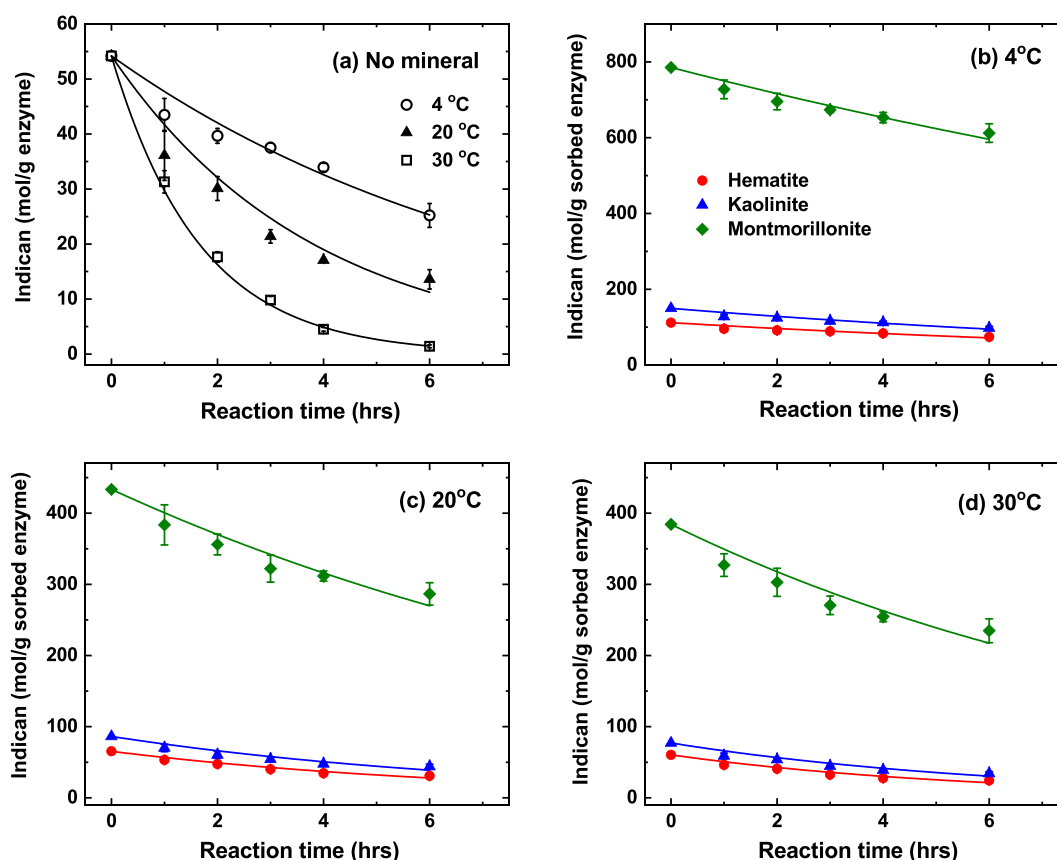 (a) No mineral
4 °C
20 °C
30 °C
Indican (mol/g enzyme)
60
50
40
30
20
10
0
0 2 4 6
Reaction time (hrs)
(b) 4°C
Hematite
Kaolinite
Montmorillonite
Indican (mol/g sorbed enzyme)
800
600
400
200
0
0 2 4 6
Reaction time (hrs)
(c) 20°C
Indican (mol/g sorbed enzyme)
400
300
200
100
0
0 2 4 6
Reaction time (hrs)
(d) 30°C
Indican (mol/g sorbed enzyme)
400
300
200
100
0
0 2 4 6
Reaction time (hrs)